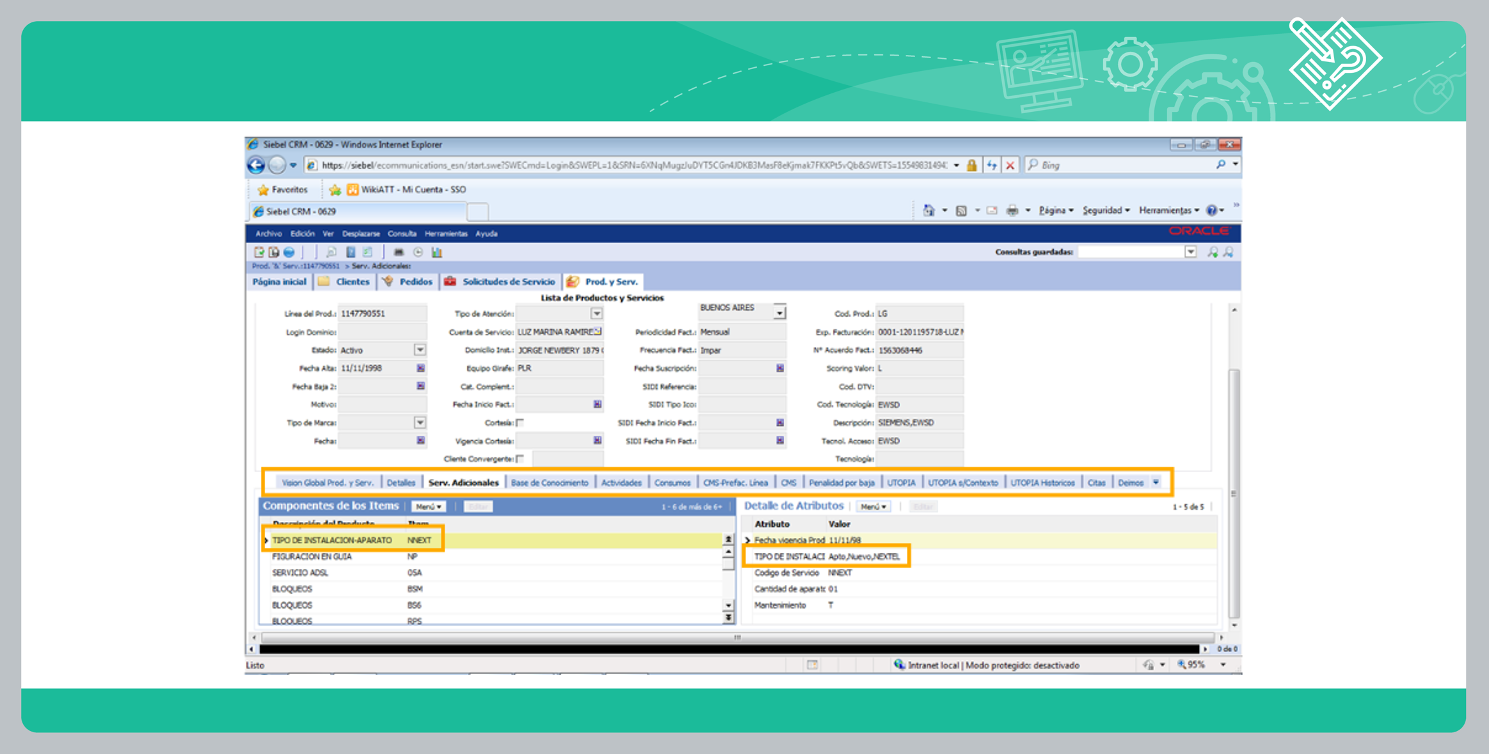 Siebel CRM - 0629 - Windows Internet Explorer
https://siebel/ecommunications_esn/start.swe?SWECmd=Login&SWEPL=1&SRN= Bing
Favoritos WikiATT - Mi Cuenta - SSO
Siebel CRM - 0629 Página Seguridad Herramientas
Archivo Edición Ver Desplazarse Consulta Herramientas Ayuda ORACLE
Consultas guardadas:
Prod. '&' Serv.:1147790551 > Serv. Adicionales:
Página inicial Clientes Pedidos Solicitudes de Servicio Prod. y Serv.
Lista de Productos y Servicios
Línea del Prod.: 1147790551 Tipo de Atención: BUENOS AIRES Cod. Prod.: LG
Login Dominio: Cuenta de Servicio: LUZ MARINA RAMIRE Periodicidad Fact.: Mensual Exp. Facturación: 0001-1201195718-LUZ M
Estado: Activo Domicilio Inst.: JORGE NEWBERY 1879 ( Frecuencia Fact.: Impar Nº Acuerdo Fact.: 1563068446
Fecha Alta: 11/11/1998 Equipo Girafe: PLR Fecha Suscripción: Scoring Valor: L
Fecha Baja 2: Cat. Complent.: SIDI Referencia: Cod. DTV:
Motivo: Fecha Inicio Fact.: SIDI Tipo Ico: Cod. Tecnología: EWSD
Tipo de Marca: Cortesía: SIDI Fecha Inicio Fact.: Descripción: SIEMENS,EWSD
Fecha: Vigencia Cortesía: SIDI Fecha Fin Fact.: Tecnol. Acceso: EWSD
Cliente Convergente: Tecnología:
Vision Global Prod. y Serv. Detalles Serv. Adicionales Base de Conocimiento Actividades Consumos CMS-Prefac. Línea CMS Penalidad por baja UTOPIA UTOPIA s/Contexto UTOPIA Historicos Citas Deimos
Componentes de los Items Menú Editar 1 - 6 de más de 6+ Detalle de Atributos Menú Editar 1 - 5 de 5
Descripción del Producto Item Atributo Valor
TIPO DE INSTALACION-APARATO NNEXT Fecha vigencia Prod 11/11/98
FIGURACION EN GUIA NP TIPO DE INSTALACI Apto,Nuevo,NEXTEL
SERVICIO ADSL 0SA Codigo de Servicio NNEXT
BLOQUEOS BSM Cantidad de aparatc 01
BLOQUEOS BS6 Mantenimiento T
BLOQUEOS RPS
0 de 0
Listo Intranet local | Modo protegido: desactivado 95%